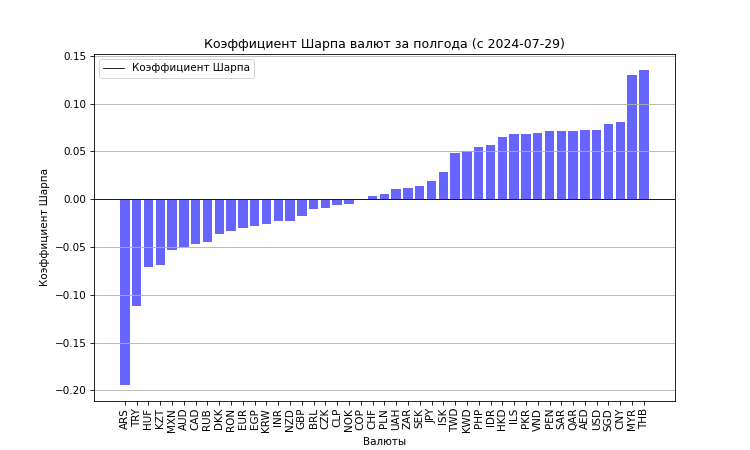 Коэффициент Шарпа валют за полгода (с 2024-07-29)
Коэффициент Шарпа
0.15
0.10
0.05
0.00
−0.05
−0.10
−0.15
−0.20
Коэффициент Шарпа
ARS TRY HUF KZT MXN AUD CAD RUB DKK RON EUR EGP KRW INR NZD GBP BRL CZK CLP NOK COP CHF PLN UAH ZAR SEK JPY ISK TWD KWD PHP IDR HKD ILS PKR VND PEN SAR QAR AED USD SGD CNY MYR THB
Валюты